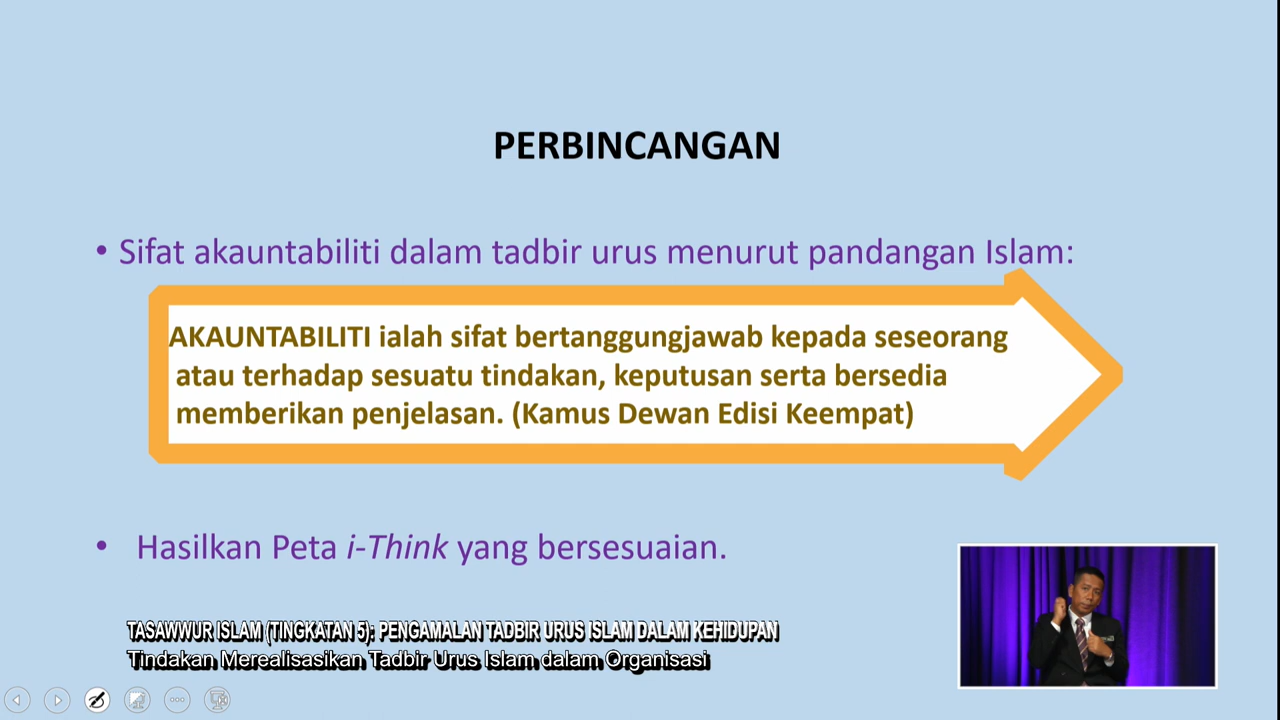 PERBINCANGAN
• Sifat akauntabiliti dalam tadbir urus menurut pandangan Islam:
AKAUNTABILITI ialah sifat bertanggungjawab kepada seseorang
atau terhadap sesuatu tindakan, keputusan serta bersedia
memberikan penjelasan. (Kamus Dewan Edisi Keempat)
• Hasilkan Peta i-Think yang bersesuaian.
TASAWWUR ISLAM (TINGKATAN 5): PENGAMALAN TADBIR URUS ISLAM DALAM KEHIDUPAN
Tindakan Merealisasikan Tadbir Urus Islam dalam Organisasi